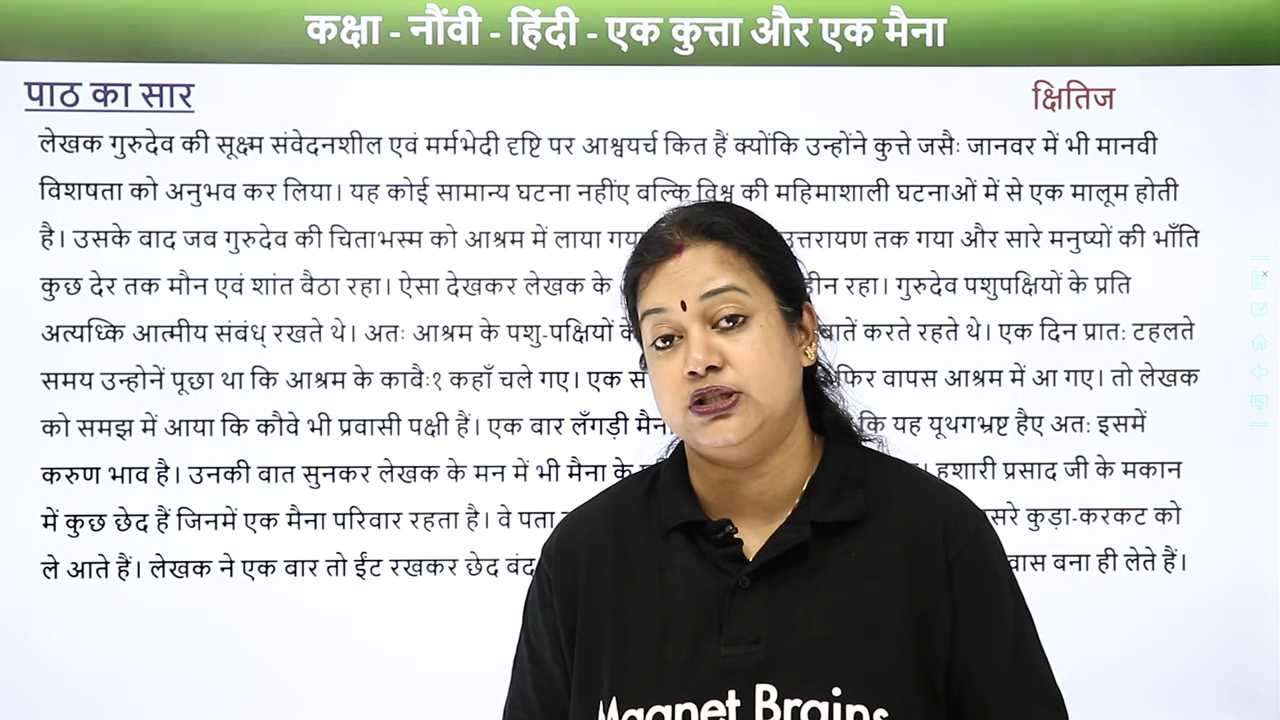 कक्षा - नौंवी - हिंदी - एक कुत्ता और एक मैना
पाठ का सार
क्षितिज
लेखक गुरुदेव की सूक्ष्म संवेदनशील एवं मर्मभेदी दृष्टि पर आश्वयर्च कित हैं क्योंकि उन्होंने कुत्ते जसैः जानवर में भी मानवी
विशषता को अनुभव कर लिया। यह कोई सामान्य घटना नहींए बल्कि विश्व की महिमाशाली घटनाओं में से एक मालूम होती
है। उसके बाद जब गुरुदेव की चिताभस्म को आश्रम में लाया उत्तरायण तक गया और सारे मनुष्यों की भाँति
कुछ देर तक मौन एवं शांत बैठा रहा। ऐसा देखकर लेखक के रहा। गुरुदेव पशुपक्षियों के प्रति
अत्यध्कि आत्मीय संबंध् रखते थे। अतः आश्रम के पशु-पक्षियों बातें करते रहते थे। एक दिन प्रात: टहलते
समय उन्होनें पूछा था कि आश्रम के काबैः१ कहाँ चले गए। एक फिर वापस आश्रम में आ गए। तो लेखक
को समझ में आया कि कौवे भी प्रवासी पक्षी हैं। एक बार लँगड़ी कि यह यूथगभ्रष्ट हैए अत: इसमें
करुण भाव है। उनकी बात सुनकर लेखक के मन में भी मैना के हशारी प्रसाद जी के मकान
में कुछ छेद हैं जिनमें एक मैना परिवार रहता है। वे पता कुड़ा-करकट को
ले आते हैं। लेखक ने एक बार तो ईंट रखकर छेद बंद बना ही लेते हैं।
Magnet Brains